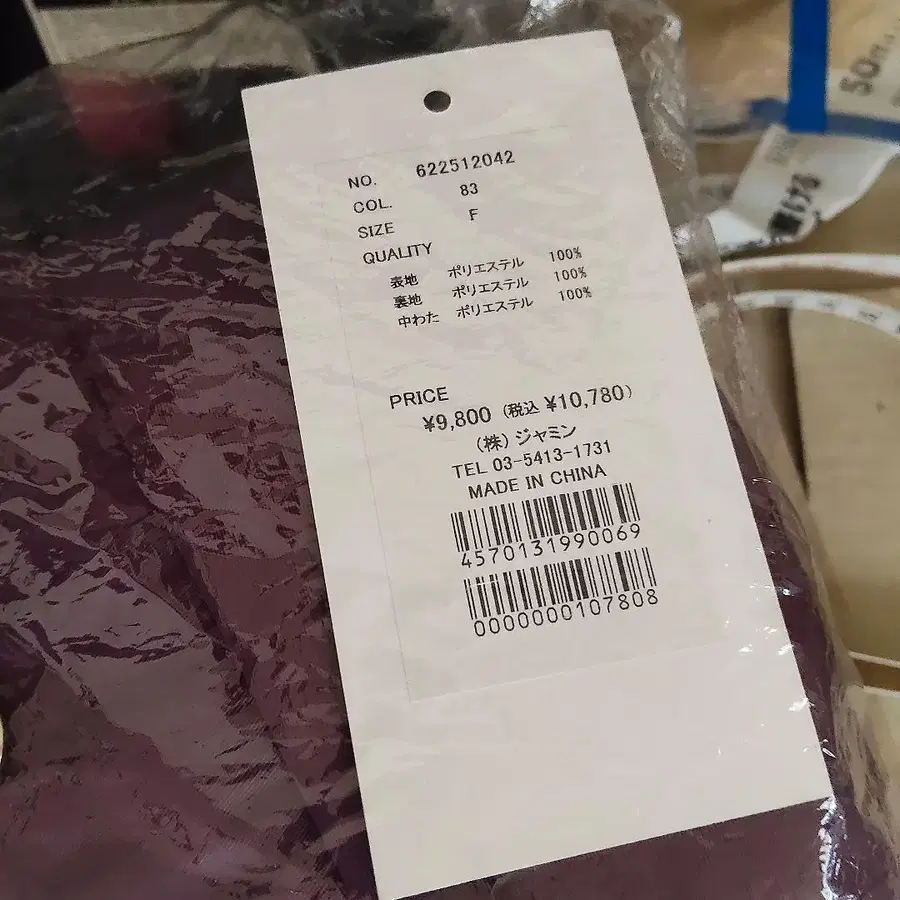 NO. 622512042
COL. 83
SIZE F
QUALITY
表地 ポリエステル 100%
裏地 ポリエステル 100%
中わた ポリエステル 100%
PRICE
¥9,800 (税込 ¥10,780)
(株)ジャミン
TEL 03-5413-1731
MADE IN CHINA
4570131990069
0000000107808